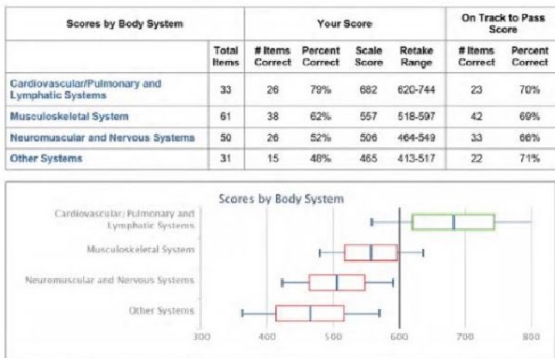 Scores by Body System Your Score On Track to Pass Score
Total Items # Items Correct Percent Correct Scale Score Retake Range # Items Correct Percent Correct
Cardiovascular/Pulmonary and Lymphatic Systems 33 26 79% 682 620-744 23 70%
Musculoskeletal System 61 38 62% 557 518-597 42 69%
Neuromuscular and Nervous Systems 50 26 52% 506 464-549 33 66%
Other Systems 31 15 48% 465 413-517 22 71%
Scores by Body System
Cardiovascular/Pulmonary and
Lymphatic Systems
Musculoskeletal System
Neuromuscular and Nervous Systems
Other Systems
300 400 500 600 700 800